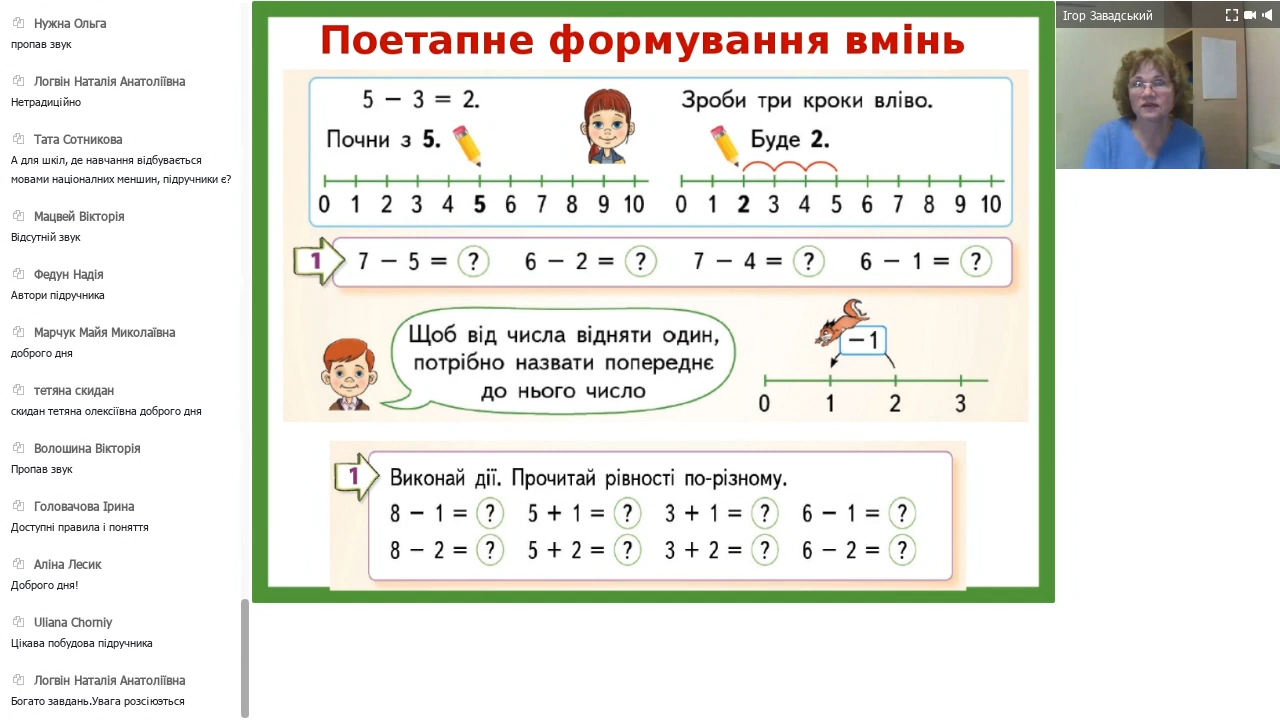 Нужна Ольга
пропав звук
Логвін Наталія Анатоліївна
Нетрадиційно
Тата Сотникова
А для шкіл, де навчання відбувається
мовами національних меншин, підручники є?
Мацвей Вікторія
Відсутній звук
Федун Надія
Автори підручника
Марчук Майя Миколаївна
доброго дня
тетяна скидан
скидан тетяна олексіївна доброго дня
Волошина Вікторія
Пропав звук
Головачова Ірина
Доступні правила і поняття
Аліна Лесик
Доброго дня!
Uliana Chorniy
Цікава побудова підручника
Логвін Наталія Анатоліївна
Богато завдань.Увага розсіюэться
Поетапне формування вмінь
5 − 3 = 2.
Почни з 5.
0 1 2 3 4 5 6 7 8 9 10
Зроби три кроки вліво.
Буде 2.
0 1 2 3 4 5 6 7 8 9 10
1 7 − 5 = ? 6 − 2 = ? 7 − 4 = ? 6 − 1 = ?
Щоб від числа відняти один,
потрібно назвати попереднє
до нього число
−1
0 1 2 3
1 Виконай дії. Прочитай рівності по-різному.
8 − 1 = ? 5 + 1 = ? 3 + 1 = ? 6 − 1 = ?
8 − 2 = ? 5 + 2 = ? 3 + 2 = ? 6 − 2 = ?
Ігор Завадський